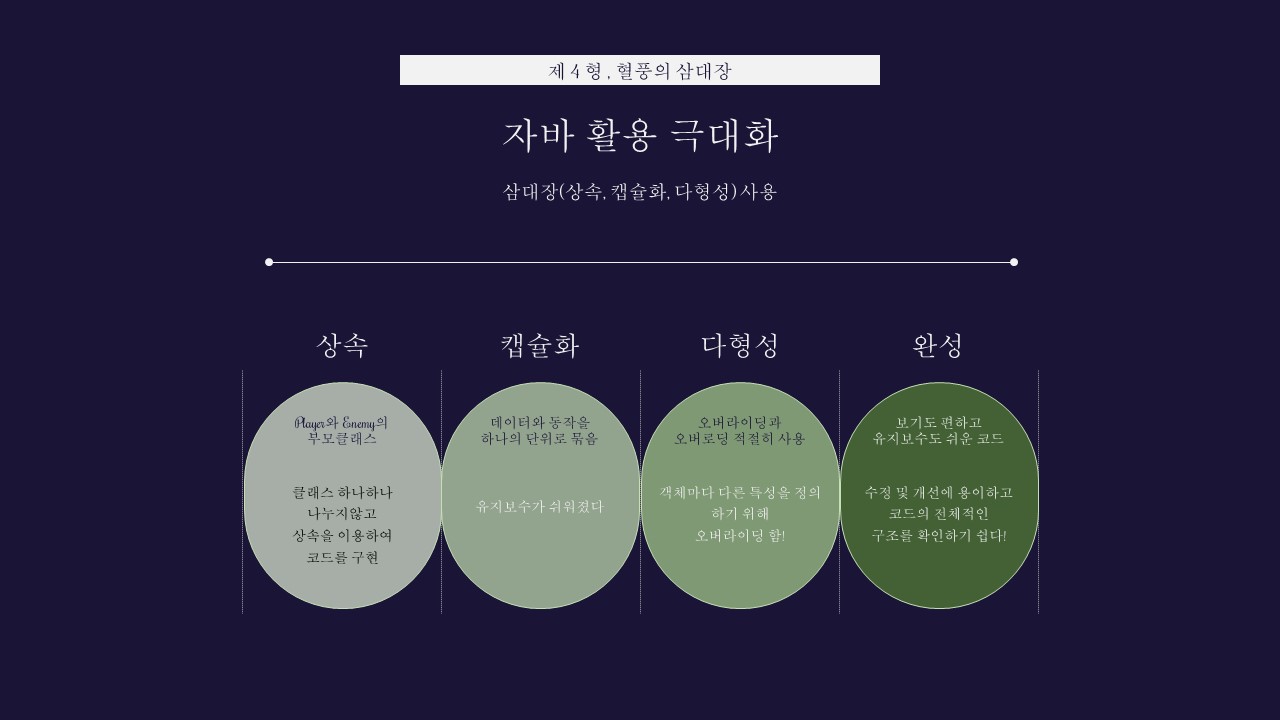 제 4 형 , 혈풍의 삼대장
자바 활용 극대화
삼대장(상속, 캡슐화, 다형성) 사용
상속
Player와 Enemy의
부모클래스
클래스 하나하나
나누지않고
상속을 이용하여
코드를 구현
캡슐화
데이터와 동작을
하나의 단위로 묶음
유지보수가 쉬워졌다
다형성
오버라이딩과
오버로딩 적절히 사용
객체마다 다른 특성을 정의
하기 위해
오버라이딩 함!
완성
보기도 편하고
유지보수도 쉬운 코드
수정 및 개선에 용이하고
코드의 전체적인
구조를 확인하기 쉽다!